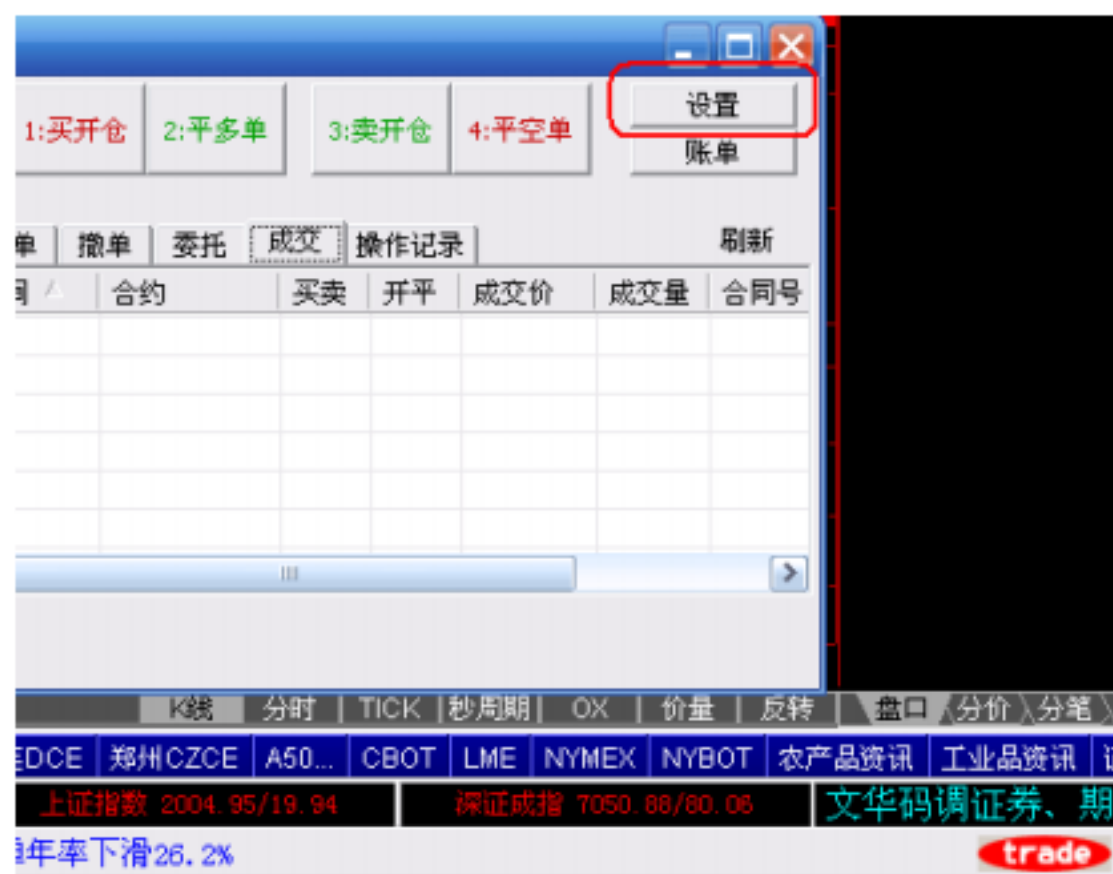 设置
1:买开仓 2:平多单 3:卖开仓 4:平空单
账单
单 撤单 委托 成交 操作记录 刷新
合约 买卖 开平 成交价 成交量 合同号
K线 分时 TICK 秒周期 OX 价量 反转 盘口 分价 分笔
DCE 郑州CZCE A50... CBOT LME NYMEX NYBOT 农产品资讯 工业品资讯
上证指数 2004.95/19.94 深证成指 7050.88/80.06 文华码调证券、期
年率下滑26.2% trade